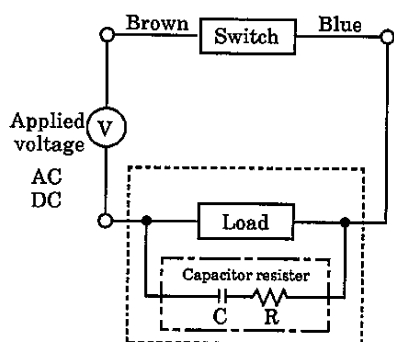 Brown
Switch
Blue
Applied
voltage
V
AC
DC
Load
Capacitor resister
C
R